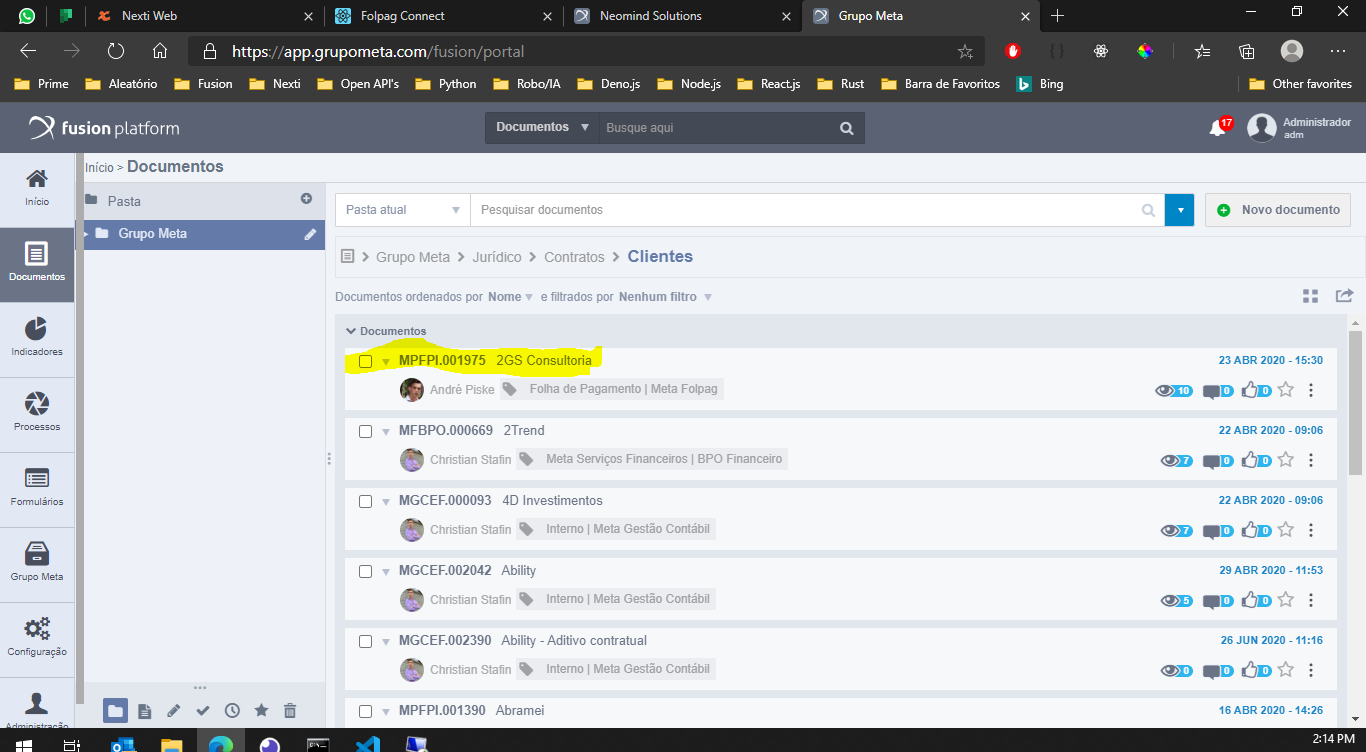 Nexti Web
Folpag Connect
Neomind Solutions
Grupo Meta
https://app.grupometa.com/fusion/portal
Prime Aleatório Fusion Nexti Open API's Python Robo/IA Deno.js Node.js React.js Rust Barra de Favoritos Bing Other favorites
fusion platform
Documentos
Busque aqui
17
Administrador
adm
Início
Documentos
Indicadores
Processos
Formulários
Grupo Meta
Configuração
Administração
Início > Documentos
Pasta
Grupo Meta
Pasta atual
Pesquisar documentos
Novo documento
Grupo Meta > Jurídico > Contratos > Clientes
Documentos ordenados por Nome e filtrados por Nenhum filtro
Documentos
MPFPI.001975 2GS Consultoria 23 ABR 2020 - 15:30
André Piske Folha de Pagamento | Meta Folpag 10 0 0
MFBPO.000669 2Trend 22 ABR 2020 - 09:06
Christian Stafin Meta Serviços Financeiros | BPO Financeiro 7 0 0
MGCEF.000093 4D Investimentos 22 ABR 2020 - 09:06
Christian Stafin Interno | Meta Gestão Contábil 7 0 0
MGCEF.002042 Ability 29 ABR 2020 - 11:53
Christian Stafin Interno | Meta Gestão Contábil 5 0 0
MGCEF.002390 Ability - Aditivo contratual 26 JUN 2020 - 11:16
Christian Stafin Interno | Meta Gestão Contábil 0 0 0
MPFPI.001390 Abramei 16 ABR 2020 - 14:26
2:14 PM